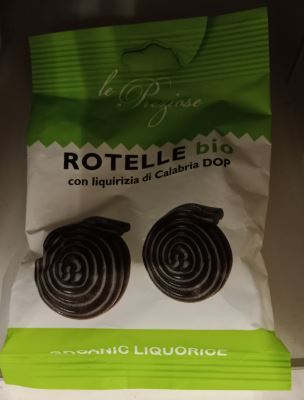 le Preziose
ROTELLE bio
con liquirizia di Calabria DOP
ORGANIC LIQUORICE